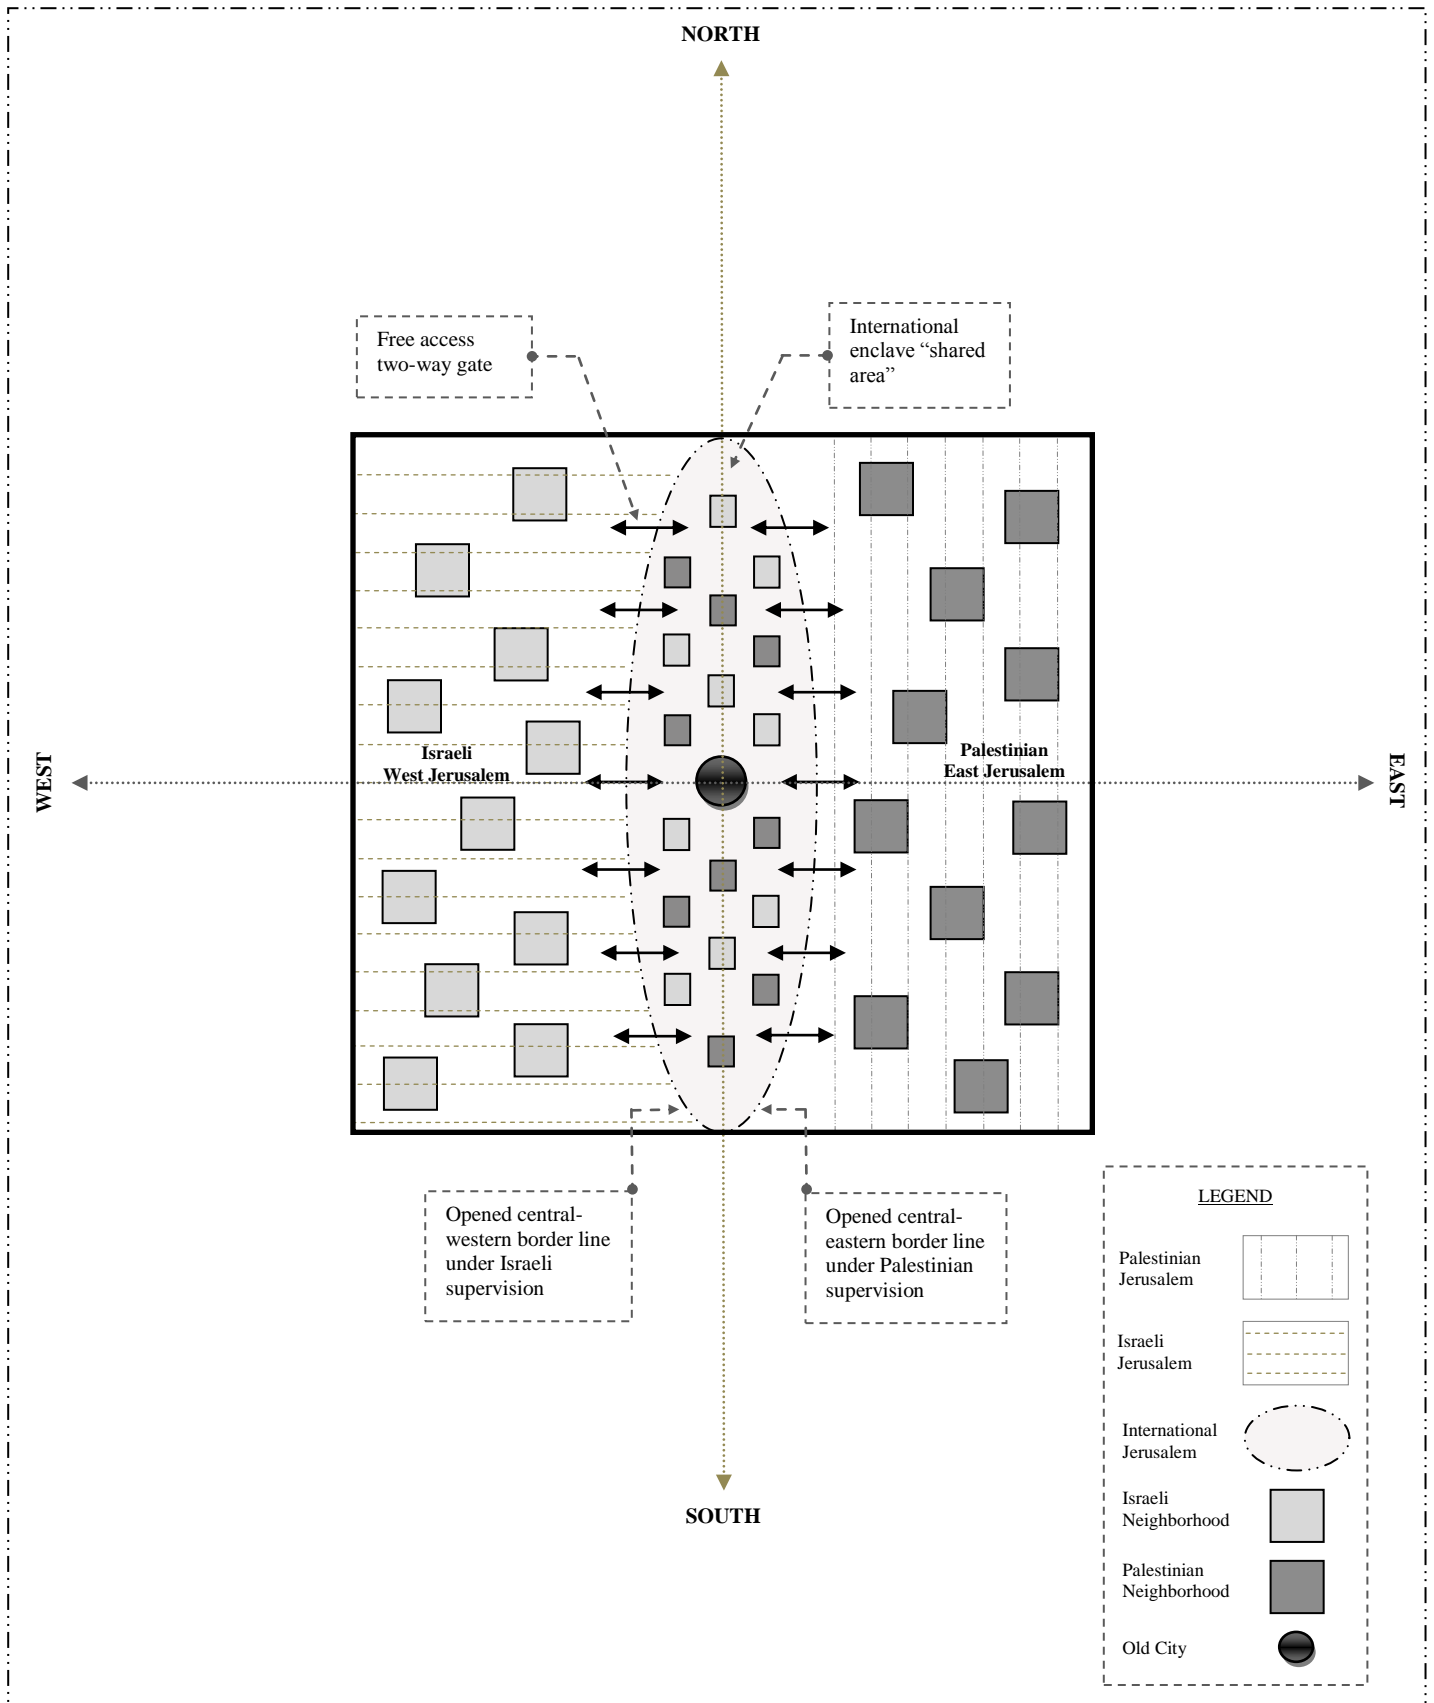 NORTH
Free access
two-way gate
International
enclave “shared
area”
WEST
Israeli
West Jerusalem
Palestinian
East Jerusalem
EAST
Opened central-
western border line
under Israeli
supervision
Opened central-
eastern border line
under Palestinian
supervision
SOUTH
LEGEND
Palestinian
Jerusalem
Israeli
Jerusalem
International
Jerusalem
Israeli
Neighborhood
Palestinian
Neighborhood
Old City